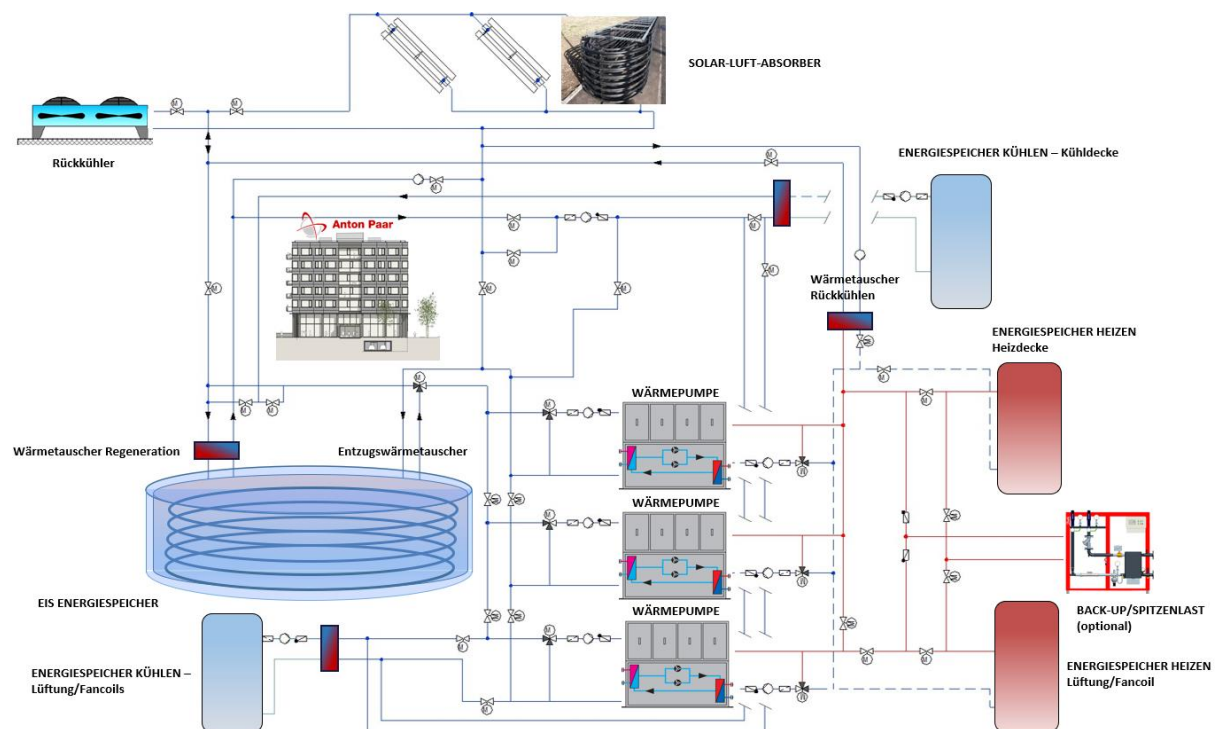 SOLAR-LUFT-ABSORBER
Rückkühler
ENERGIESPEICHER KÜHLEN – Kühldecke
Anton Paar
Wärmetauscher
Rückkühlen
ENERGIESPEICHER HEIZEN
Heizdecke
WÄRMEPUMPE
Wärmetauscher Regeneration
Entzugswärmetauscher
WÄRMEPUMPE
EIS ENERGIESPEICHER
WÄRMEPUMPE
BACK-UP/SPITZENLAST
(optional)
ENERGIESPEICHER KÜHLEN –
Lüftung/Fancoils
ENERGIESPEICHER HEIZEN
Lüftung/Fancoil